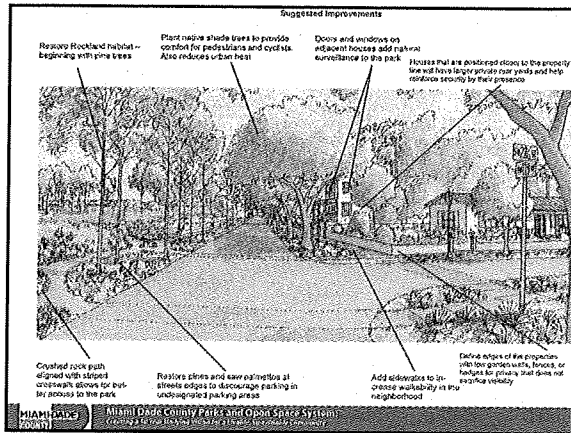 Suggested Improvements
Restore Rockland habitat –
beginning with pine trees
Plant native shade trees to provide
comfort for pedestrians and cyclists.
Also reduces urban heat
Doors and windows on
adjacent houses add natural
surveillance to the park
Houses that are positioned closer to the property
line will have larger private rear yards and help
reinforce security by their presence
Crushed rock path
aligned with striped
crosswalk allows for bet-
ter access to the park
Restore pines and saw palmettos at
streets edges to discourage parking in
undesignated parking areas
Add sidewalks to in-
crease walkability in the
neighborhood
Define edges of the properties
with low garden walls, fences, or
hedges for privacy that does not
sacrifice visibility
MIAMI-DADE
COUNTY
Miami Dade County Parks and Open Space System: